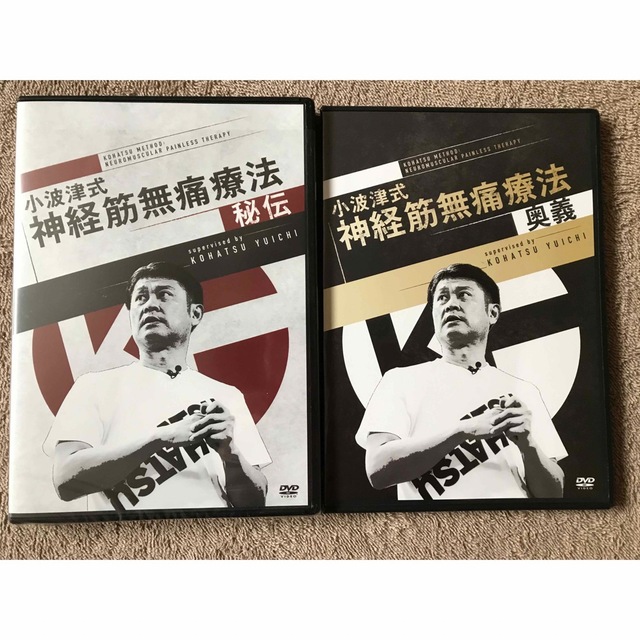 KOHATSU METHOD:
NEUROMUSCULAR PAINLESS THERAPY
小波津式
神経筋無痛療法
秘伝
supervised by
KOHATSU YUICHI
HATSU
DVD
VIDEO
KOHATSU METHOD:
NEUROMUSCULAR PAINLESS THERAPY
小波津式
神経筋無痛療法
奥義
supervised by
KOHATSU YUICHI
HATSU
DVD
VIDEO